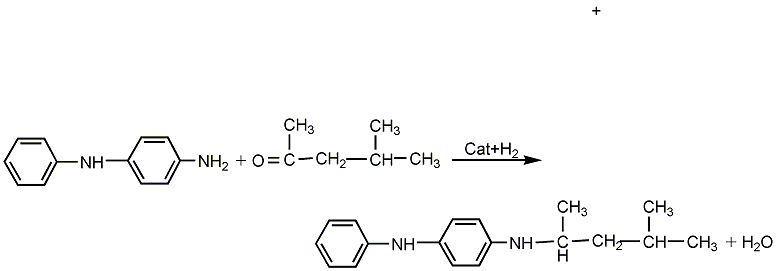 +
CH3 CH3
NH NH2 + O=C CH2 CH CH3 Cat+H2
CH3 CH3
NH NH C CH2 CH CH3 + H2O
H